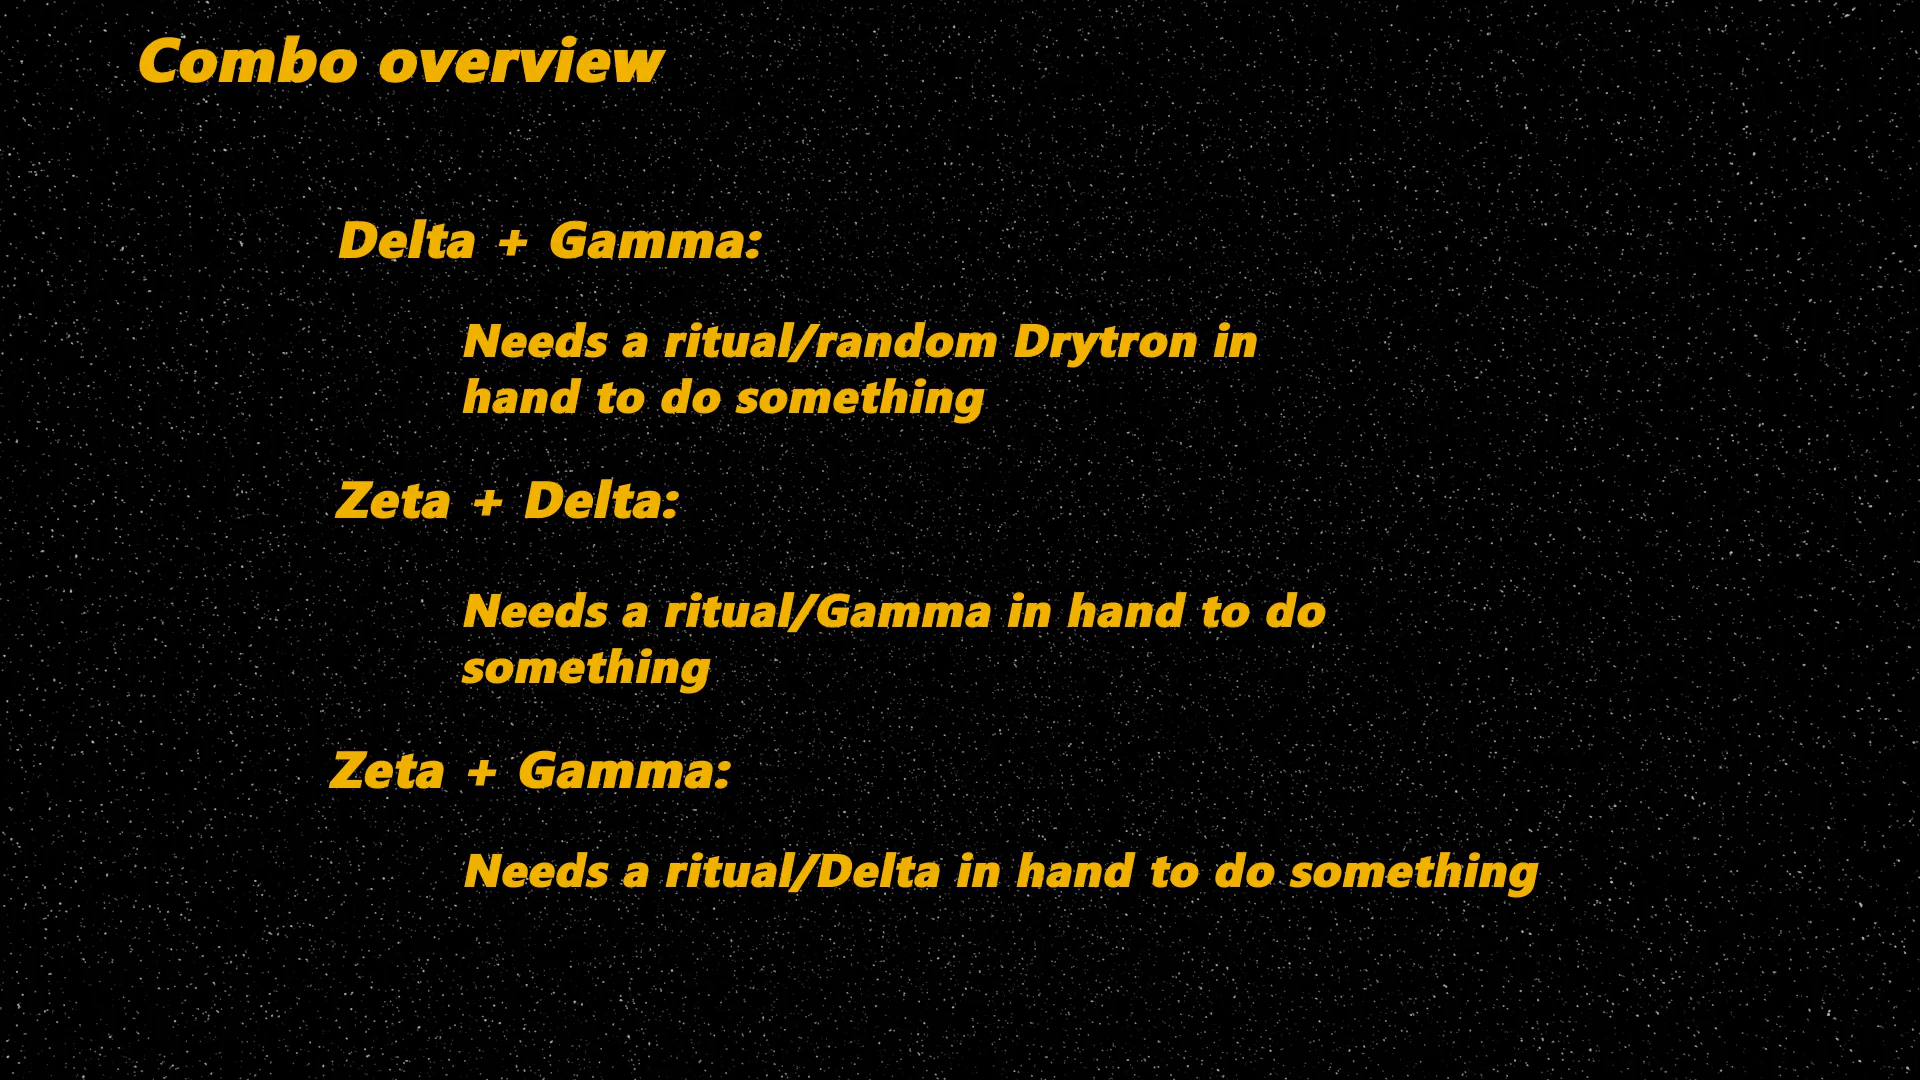 Combo overview
Delta + Gamma:
Needs a ritual/random Drytron in
hand to do something
Zeta + Delta:
Needs a ritual/Gamma in hand to do
something
Zeta + Gamma:
Needs a ritual/Delta in hand to do something